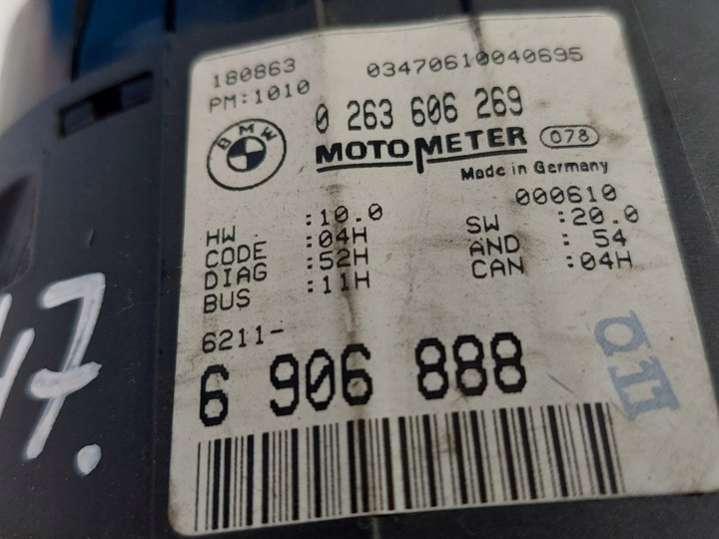 180863 03470610040695
PM:1010
0 263 606 269
BMW
MOTOMETER 078
Made in Germany
000610
HW :10.0 SW :20.0
CODE :04H AND : 54
DIAG :52H CAN :04H
BUS :11H
6211-
6 906 888
47.